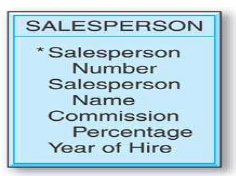 SALESPERSON
* Salesperson
Number
Salesperson
Name
Commission
Percentage
Year of Hire